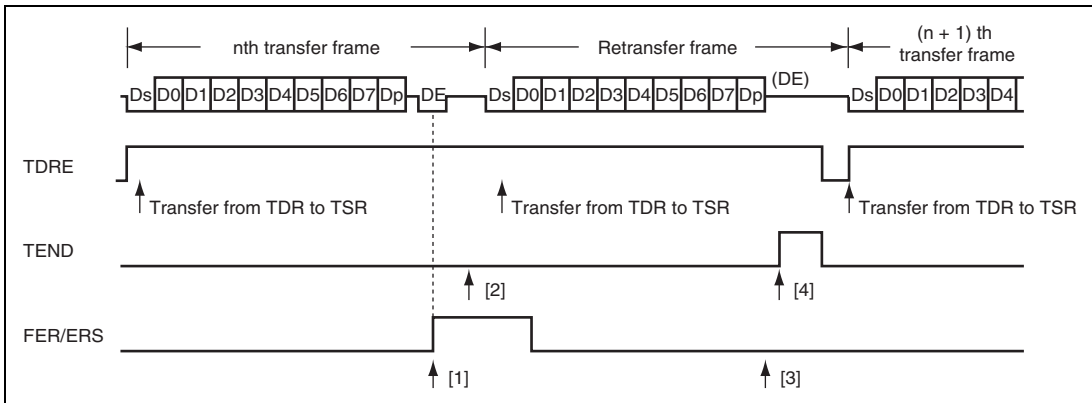 nth transfer frame
Retransfer frame
(n + 1) th
transfer frame
Ds D0 D1 D2 D3 D4 D5 D6 D7 Dp DE Ds D0 D1 D2 D3 D4 D5 D6 D7 Dp (DE) Ds D0 D1 D2 D3 D4
TDRE
Transfer from TDR to TSR
Transfer from TDR to TSR
Transfer from TDR to TSR
TEND
[2]
[4]
FER/ERS
[1]
[3]